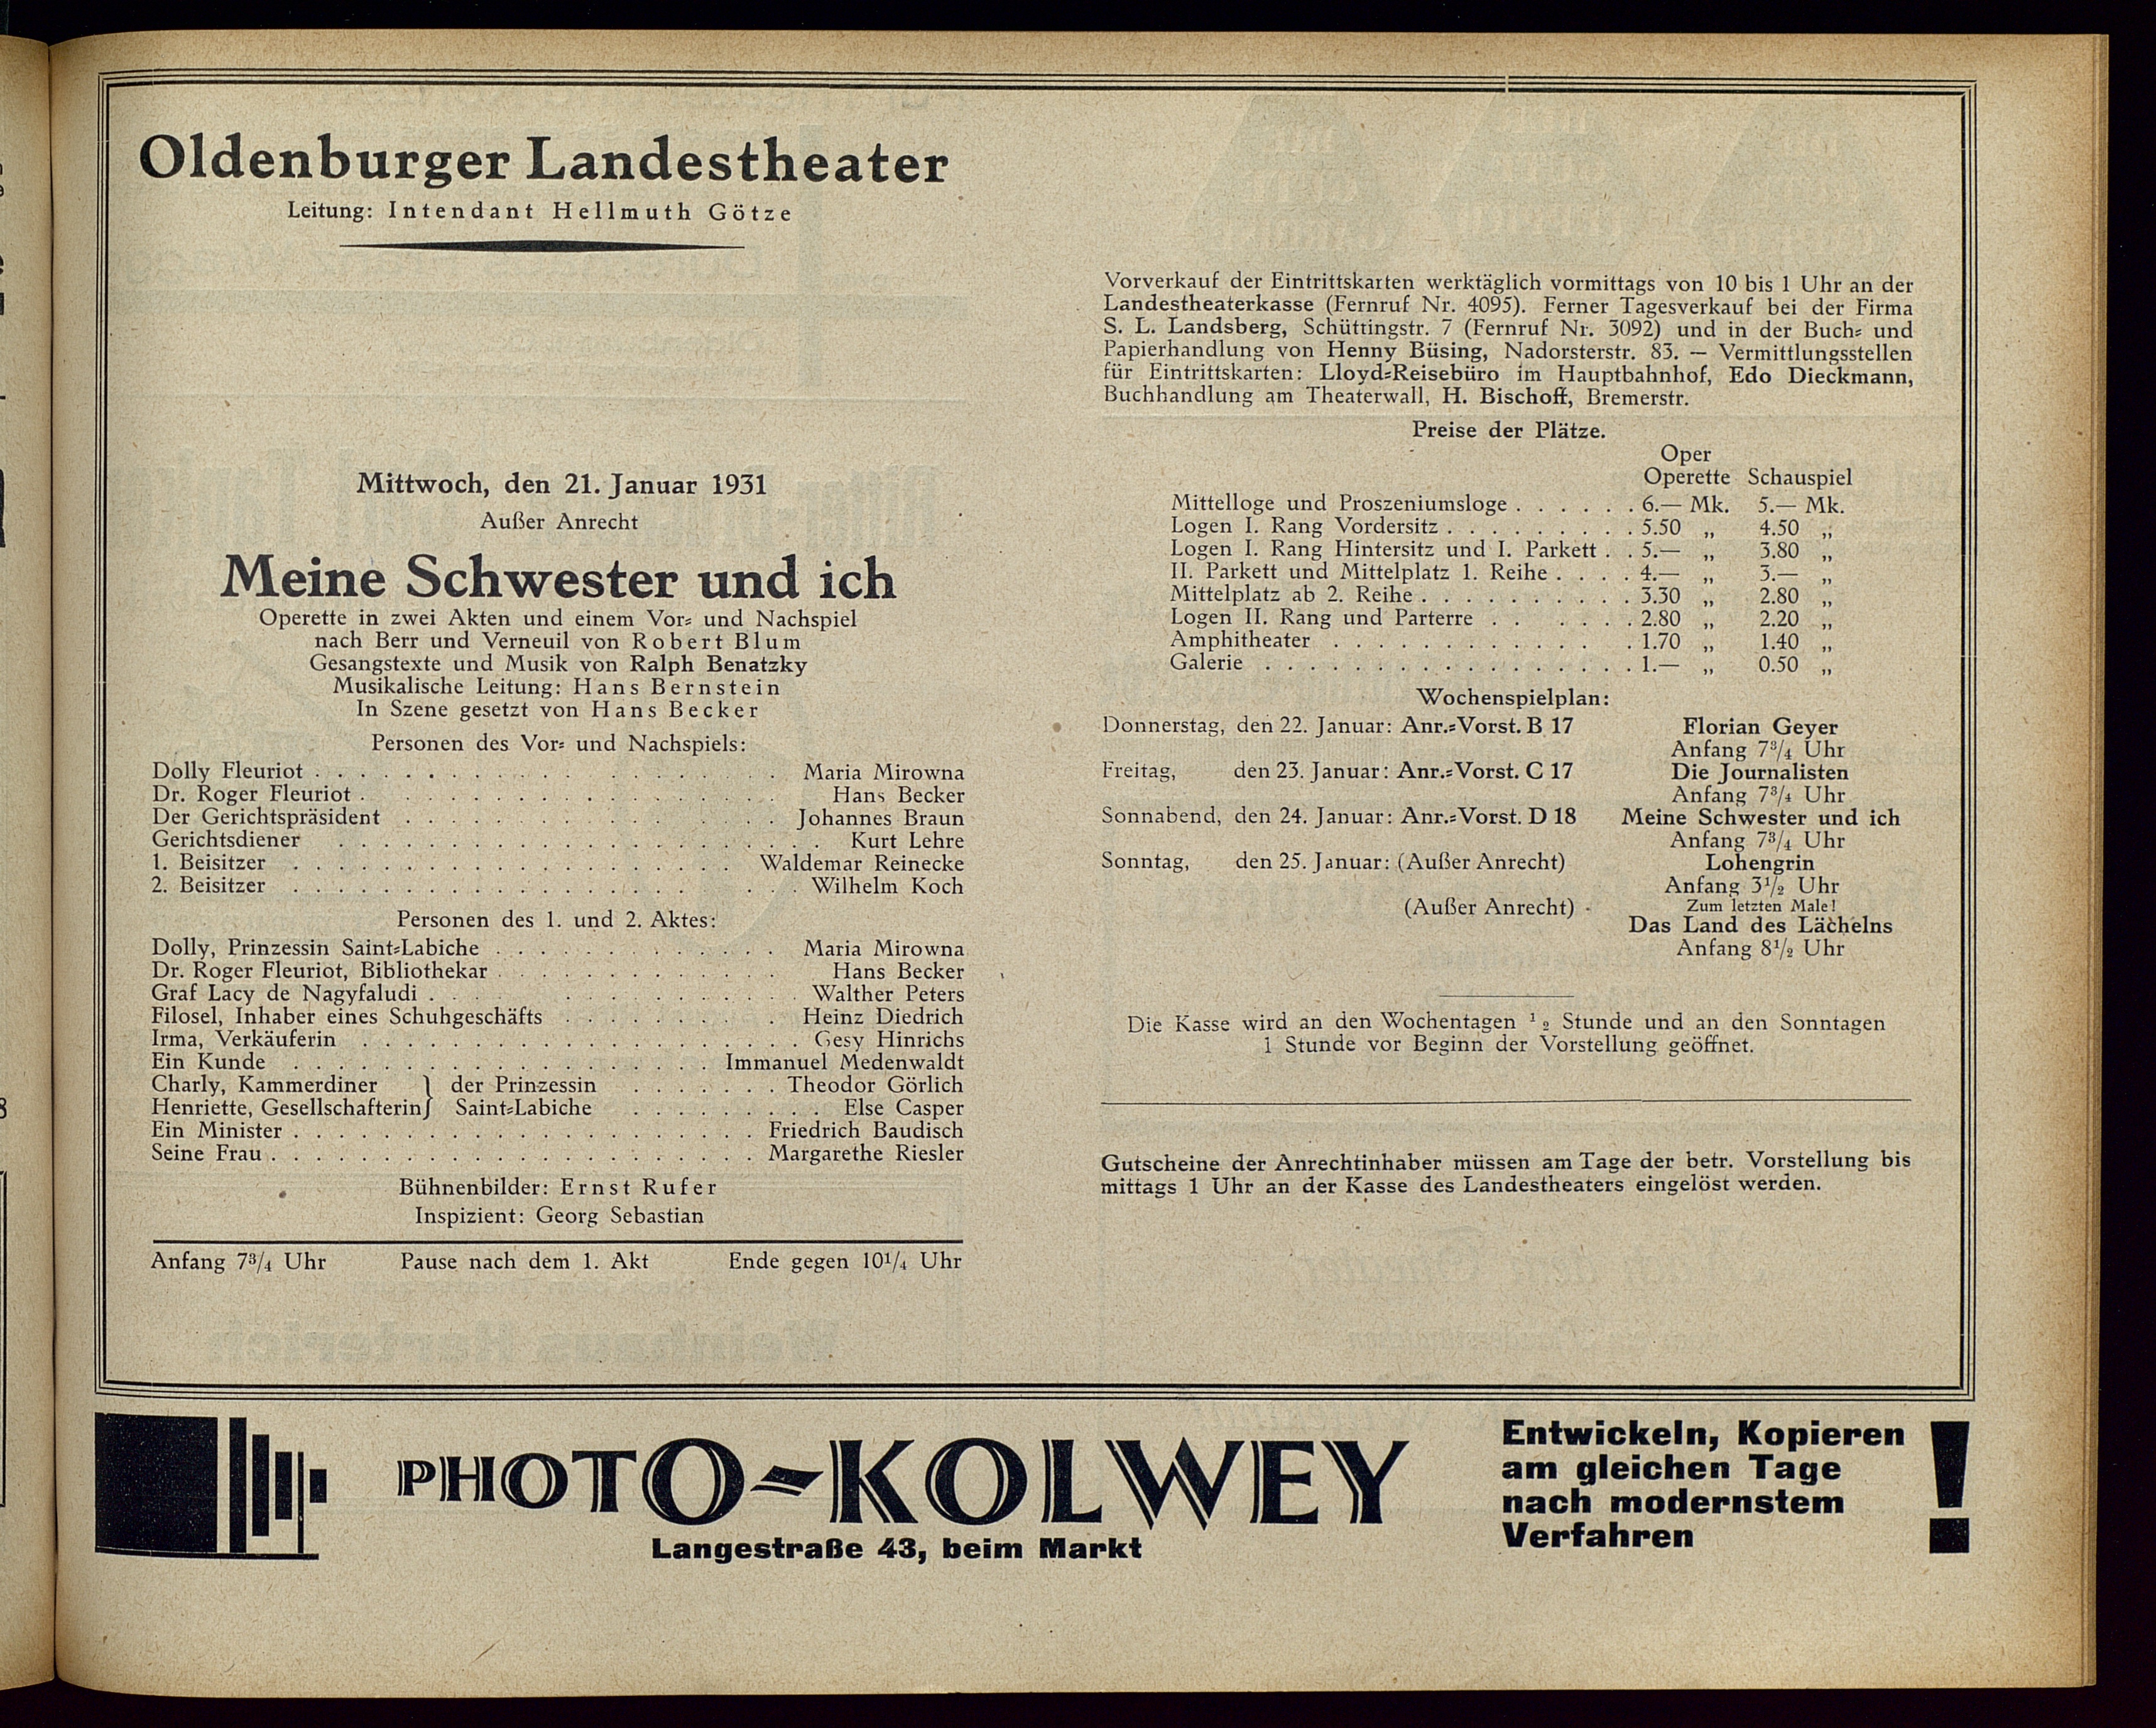 Oldenburger Landestheater
Leitung: Intendant Hellmuth Götze
Mittwoch, den 21. Januar 1931
Außer Anrecht
Meine Schwester und ich
Operette in zwei Akten und einem Vor- und Nachspiel
nach Berr und Verneuil von Robert Blum
Gesangstexte und Musik von Ralph Benatzky
Musikalische Leitung: Hans Bernstein
In Szene gesetzt von Hans Becker
Personen des Vor- und Nachspiels:
Dolly Fleuriot . . . . . Maria Mirowna
Dr. Roger Fleuriot . . . . . Hans Becker
Der Gerichtspräsident . . . . . Johannes Braun
Gerichtsdiener . . . . . Kurt Lehre
1. Beisitzer . . . . . Waldemar Reinecke
2. Beisitzer . . . . . Wilhelm Koch
Personen des 1. und 2. Aktes:
Dolly, Prinzessin Saint-Labiche . . . . . Maria Mirowna
Dr. Roger Fleuriot, Bibliothekar . . . . . Hans Becker
Graf Lacy de Nagyfaludi . . . . . Walther Peters
Filosel, Inhaber eines Schuhgeschäfts . . . . . Heinz Diedrich
Irma, Verkäuferin . . . . . Gesy Hinrichs
Ein Kunde . . . . . Immanuel Medenwaldt
Charly, Kammerdiner } der Prinzessin . . . . . Theodor Görlich
Henriette, Gesellschafterin } Saint-Labiche . . . . . Else Casper
Ein Minister . . . . . Friedrich Baudisch
Seine Frau . . . . . Margarethe Riesler
Bühnenbilder: Ernst Rufer
Inspizient: Georg Sebastian
Anfang 7¾ Uhr Pause nach dem 1. Akt Ende gegen 10¼ Uhr
Vorverkauf der Eintrittskarten werktäglich vormittags von 10 bis 1 Uhr an der
Landestheaterkasse (Fernruf Nr. 4095). Ferner Tagesverkauf bei der Firma
S. L. Landsberg, Schüttingstr. 7 (Fernruf Nr. 3092) und in der Buch- und
Papierhandlung von Henny Büsing, Nadorsterstr. 83. — Vermittlungsstellen
für Eintrittskarten: Lloyd-Reisebüro im Hauptbahnhof, Edo Dieckmann,
Buchhandlung am Theaterwall, H. Bischoff, Bremerstr.
Preise der Plätze.
Oper
Operette Schauspiel
Mittelloge und Proszeniumsloge . . . . . 6.— Mk. 5.— Mk.
Logen I. Rang Vordersitz . . . . . 5.50 „ 4.50 „
Logen I. Rang Hintersitz und I. Parkett . . 5.— „ 3.80 „
II. Parkett und Mittelplatz 1. Reihe . . . . 4.— „ 3.— „
Mittelplatz ab 2. Reihe . . . . . 3.30 „ 2.80 „
Logen II. Rang und Parterre . . . . . 2.80 „ 2.20 „
Amphitheater . . . . . 1.70 „ 1.40 „
Galerie . . . . . 1.— „ 0.50 „
Wochenspielplan:
Donnerstag, den 22. Januar: Anr.-Vorst. B 17 Florian Geyer
Anfang 7¾ Uhr
Freitag, den 23. Januar: Anr.-Vorst. C 17 Die Journalisten
Anfang 7¾ Uhr
Sonnabend, den 24. Januar: Anr.-Vorst. D 18 Meine Schwester und ich
Anfang 7¾ Uhr
Sonntag, den 25. Januar: (Außer Anrecht) Lohengrin
Anfang 3½ Uhr
(Außer Anrecht) Zum letzten Male!
Das Land des Lächelns
Anfang 8½ Uhr
Die Kasse wird an den Wochentagen ½ Stunde und an den Sonntagen
1 Stunde vor Beginn der Vorstellung geöffnet.
Gutscheine der Anrechtinhaber müssen am Tage der betr. Vorstellung bis
mittags 1 Uhr an der Kasse des Landestheaters eingelöst werden.
PHOTO-KOLWEY
Langestraße 43, beim Markt
Entwickeln, Kopieren
am gleichen Tage
nach modernstem
Verfahren !